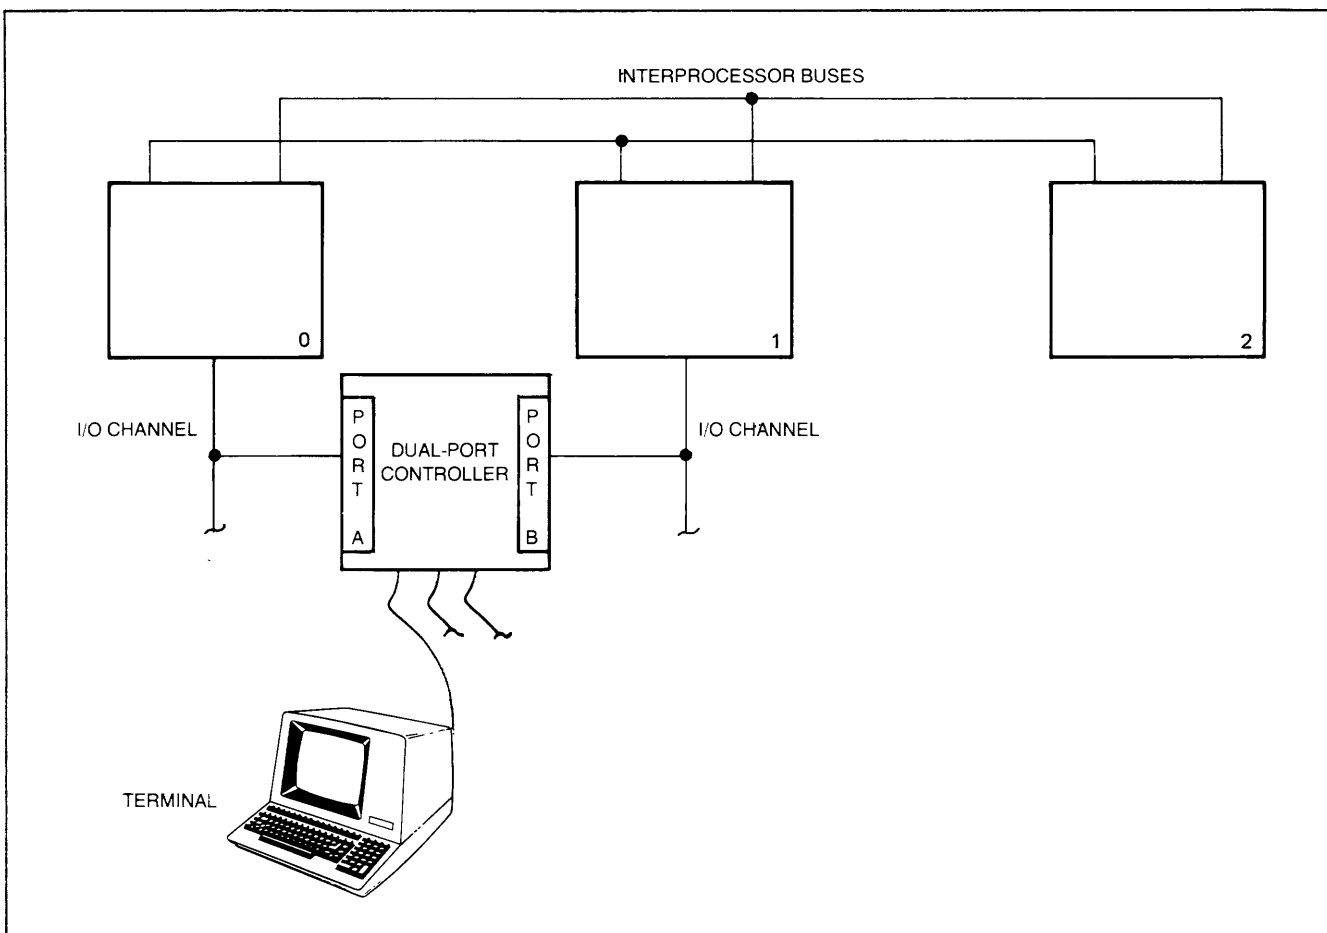 INTERPROCESSOR BUSES
0
1
2
I/O CHANNEL
PORT A
DUAL-PORT
CONTROLLER
PORT B
I/O CHANNEL
TERMINAL